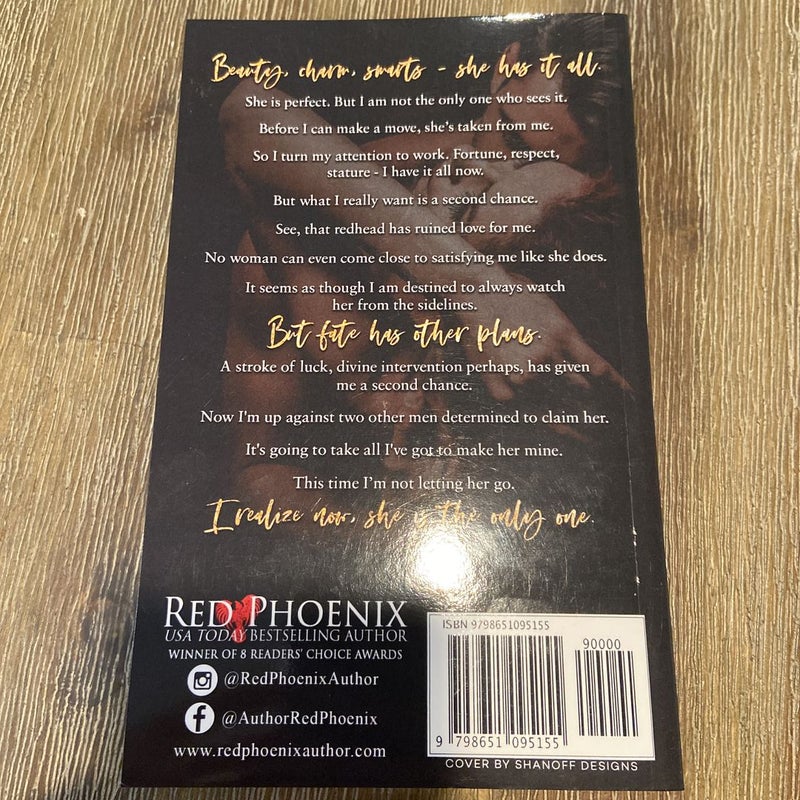 Beauty, charm, smarts - she has it all.
She is perfect. But I am not the only one who sees it.
Before I can make a move, she's taken from me.
So I turn my attention to work. Fortune, respect,
stature - I have it all now.
But what I really want is a second chance.
See, that redhead has ruined love for me.
No woman can even come close to satisfying me like she does.
It seems as though I am destined to always watch
her from the sidelines.
But fate has other plans.
A stroke of luck, divine intervention perhaps, has given
me a second chance.
Now I'm up against two other men determined to claim her.
It's going to take all I've got to make her mine.
This time I'm not letting her go.
I realize now, she is the only one.
RED PHOENIX
USA TODAY BESTSELLING AUTHOR
WINNER OF 8 READERS' CHOICE AWARDS
@RedPhoenixAuthor
@AuthorRedPhoenix
www.redphoenixauthor.com
ISBN 9798651095155
90000
9 798651 095155
COVER BY SHANOFF DESIGNS